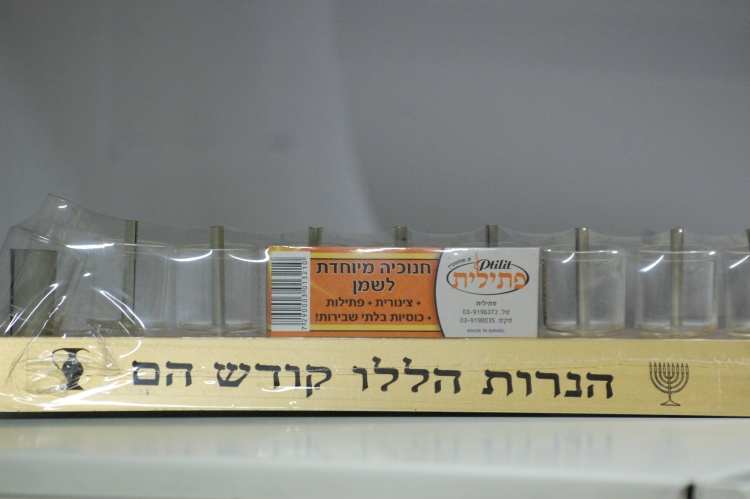 חנוכיה מיוחדת
לשמן
• צינורית • פתילות
• כוסיות בלתי שבירות!
Ptilit
פתילית
פתילית
טל. 03-9196372
פקס. 03-9198035
MADE IN ISRAEL
הנרות הללו קודש הם